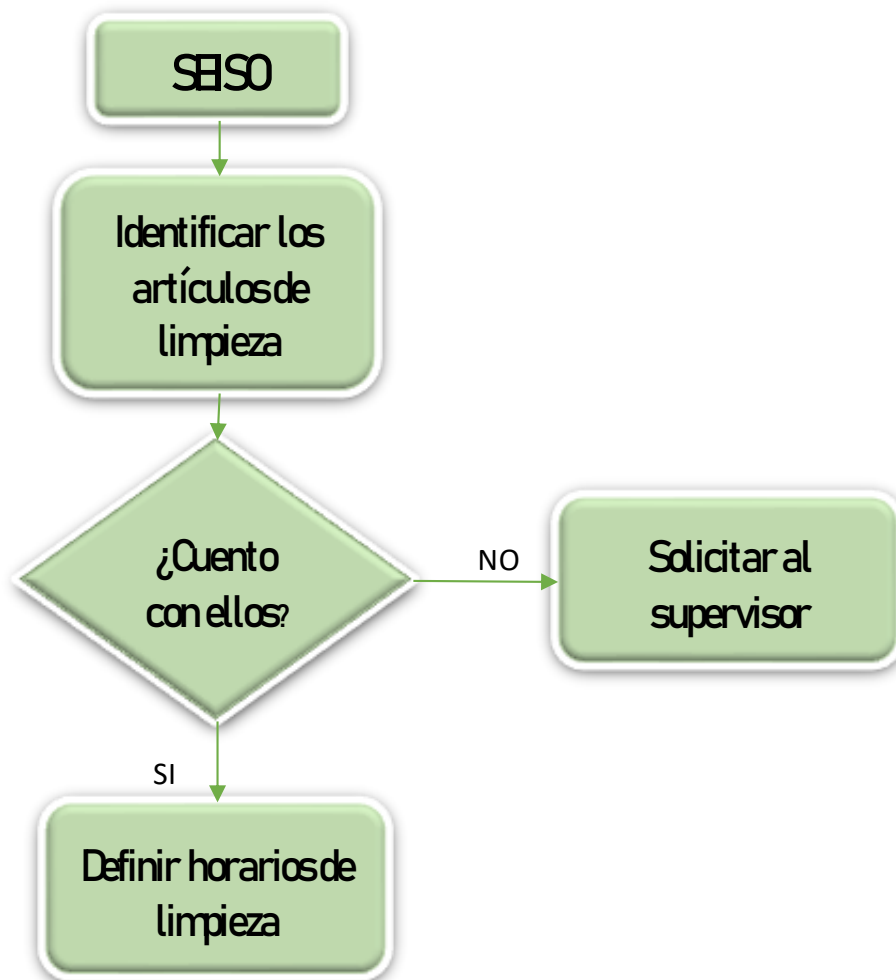 SEISO
Identificar los
artículos de
limpieza
¿Cuento
con ellos?
NO
Solicitar al
supervisor
SI
Definir horarios de
limpieza